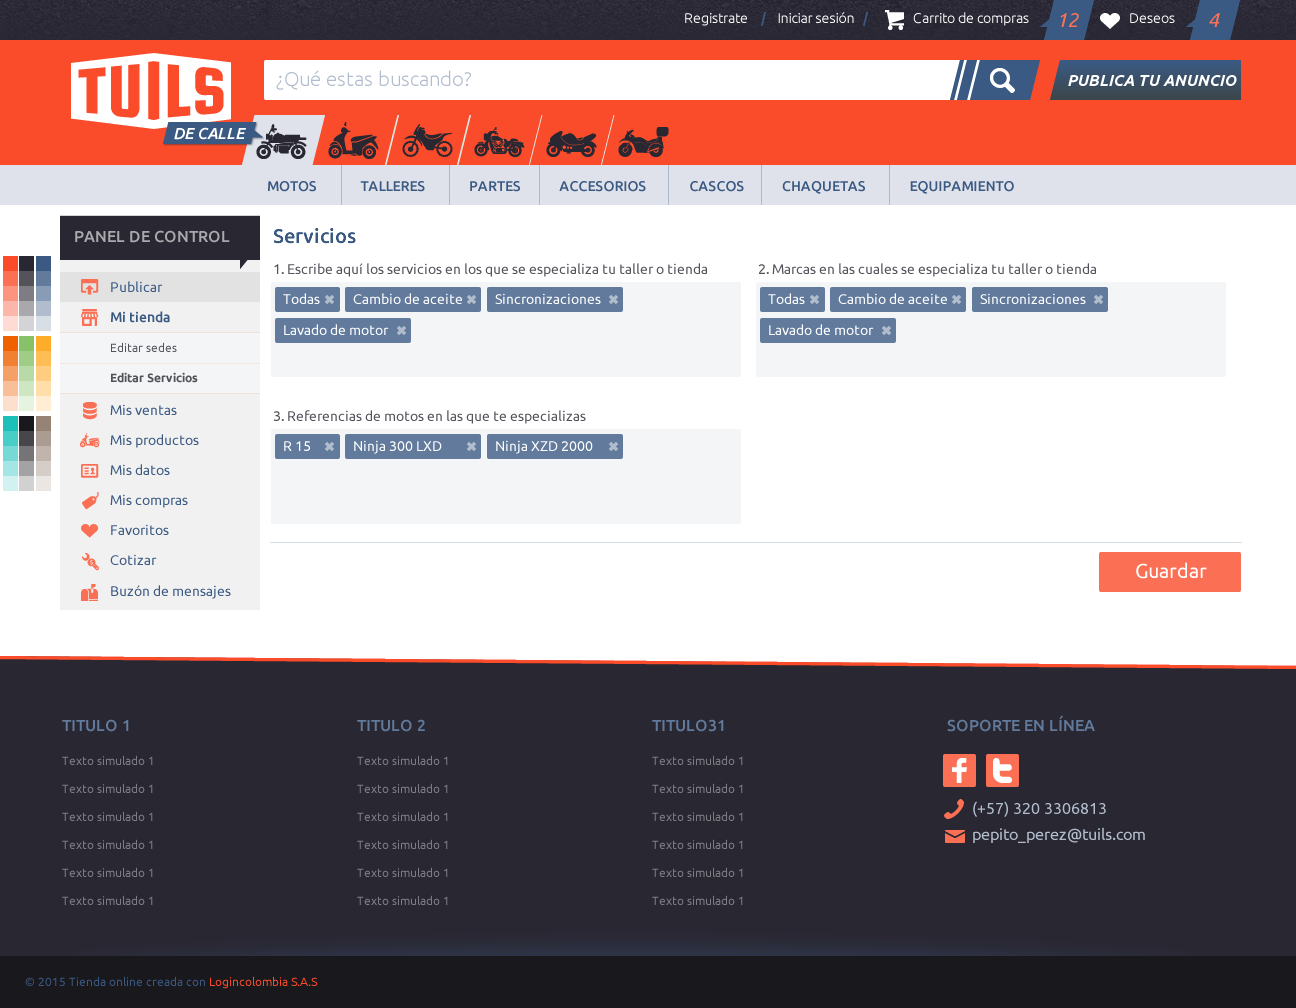 Registrate / Iniciar sesión / Carrito de compras 12 Deseos 4
TUILS
DE CALLE
¿Qué estas buscando?
PUBLICA TU ANUNCIO
MOTOS TALLERES PARTES ACCESORIOS CASCOS CHAQUETAS EQUIPAMIENTO
PANEL DE CONTROL
Publicar
Mi tienda
Editar sedes
Editar Servicios
Mis ventas
Mis productos
Mis datos
Mis compras
Favoritos
Cotizar
Buzón de mensajes
Servicios
1. Escribe aquí los servicios en los que se especializa tu taller o tienda
Todas Cambio de aceite Sincronizaciones
Lavado de motor
2. Marcas en las cuales se especializa tu taller o tienda
Todas Cambio de aceite Sincronizaciones
Lavado de motor
3. Referencias de motos en las que te especializas
R 15 Ninja 300 LXD Ninja XZD 2000
Guardar
TITULO 1
Texto simulado 1
Texto simulado 1
Texto simulado 1
Texto simulado 1
Texto simulado 1
Texto simulado 1
TITULO 2
Texto simulado 1
Texto simulado 1
Texto simulado 1
Texto simulado 1
Texto simulado 1
Texto simulado 1
TITULO31
Texto simulado 1
Texto simulado 1
Texto simulado 1
Texto simulado 1
Texto simulado 1
Texto simulado 1
SOPORTE EN LÍNEA
(+57) 320 3306813
pepito_perez@tuils.com
© 2015 Tienda online creada con Logincolombia S.A.S